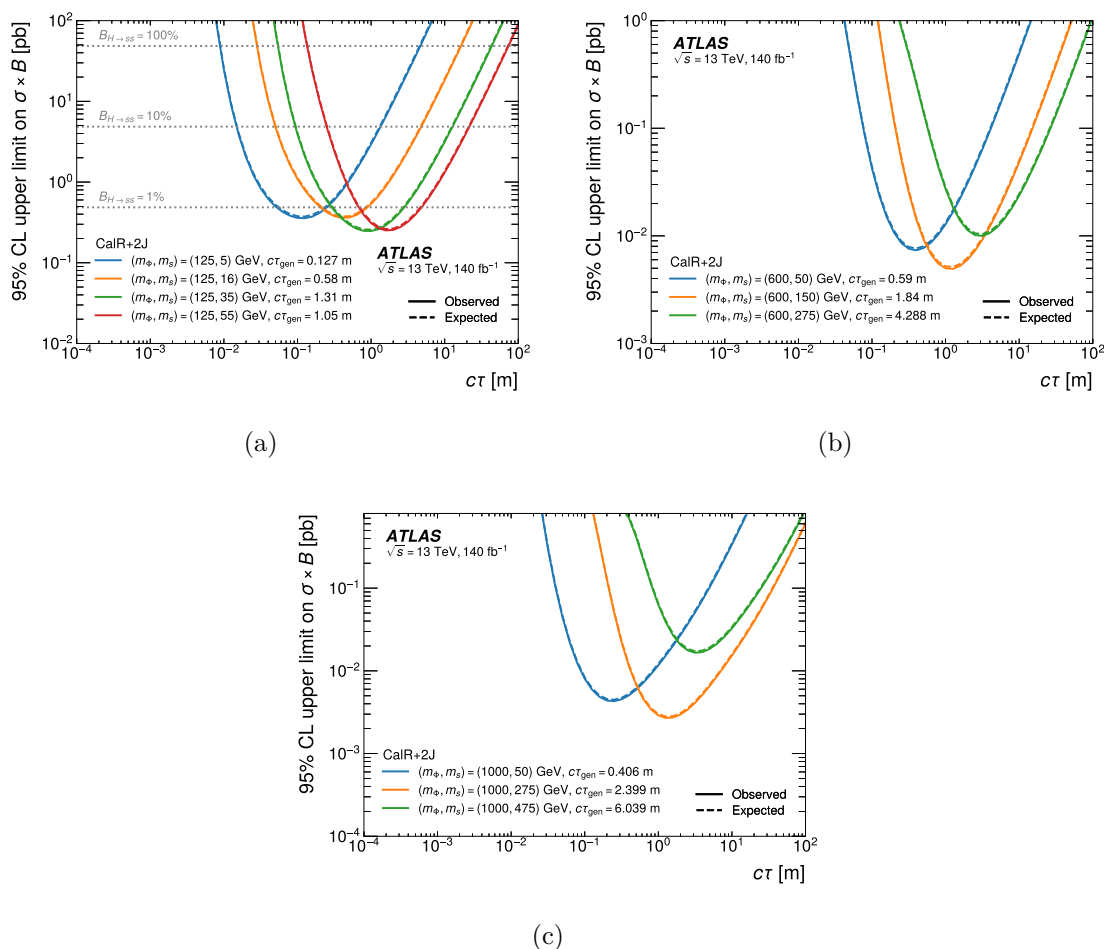 95% CL upper limit on σ × B [pb]
10²
10¹
10⁰
10⁻¹
10⁻²
B_{H→ss} = 100%
B_{H→ss} = 10%
B_{H→ss} = 1%
CalR+2J
(m_Φ, m_s) = (125, 5) GeV, cτ_gen = 0.127 m
(m_Φ, m_s) = (125, 16) GeV, cτ_gen = 0.58 m
(m_Φ, m_s) = (125, 35) GeV, cτ_gen = 1.31 m
(m_Φ, m_s) = (125, 55) GeV, cτ_gen = 1.05 m
ATLAS
√s = 13 TeV, 140 fb⁻¹
Observed
Expected
10⁻⁴ 10⁻³ 10⁻² 10⁻¹ 10⁰ 10¹ 10²
cτ [m]
(a)
95% CL upper limit on σ × B [pb]
10⁰
10⁻¹
10⁻²
10⁻³
ATLAS
√s = 13 TeV, 140 fb⁻¹
CalR+2J
(m_Φ, m_s) = (600, 50) GeV, cτ_gen = 0.59 m
(m_Φ, m_s) = (600, 150) GeV, cτ_gen = 1.84 m
(m_Φ, m_s) = (600, 275) GeV, cτ_gen = 4.288 m
Observed
Expected
10⁻⁴ 10⁻³ 10⁻² 10⁻¹ 10⁰ 10¹ 10²
cτ [m]
(b)
95% CL upper limit on σ × B [pb]
10⁻¹
10⁻²
10⁻³
10⁻⁴
ATLAS
√s = 13 TeV, 140 fb⁻¹
CalR+2J
(m_Φ, m_s) = (1000, 50) GeV, cτ_gen = 0.406 m
(m_Φ, m_s) = (1000, 275) GeV, cτ_gen = 2.399 m
(m_Φ, m_s) = (1000, 475) GeV, cτ_gen = 6.039 m
Observed
Expected
10⁻⁴ 10⁻³ 10⁻² 10⁻¹ 10⁰ 10¹ 10²
cτ [m]
(c)